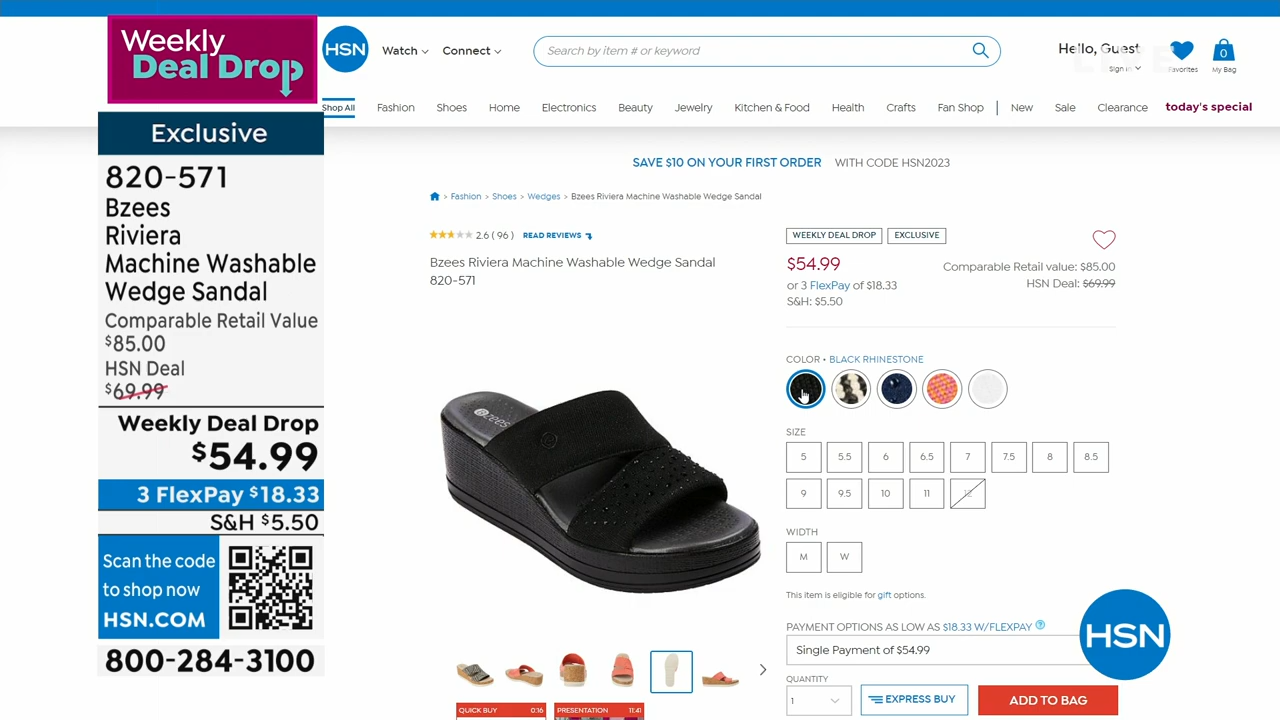 Weekly
Deal Drop
Exclusive
820-571
Bzees
Riviera
Machine Washable
Wedge Sandal
Comparable Retail Value
$85.00
HSN Deal
$69.99
Weekly Deal Drop
$54.99
3 FlexPay $18.33
S&H $5.50
Scan the code
to shop now
HSN.COM
800-284-3100
HSN
Watch
Connect
Search by item # or keyword
Hello, Guest
Sign in
Favorites
0
My Bag
Shop All
Fashion
Shoes
Home
Electronics
Beauty
Jewelry
Kitchen & Food
Health
Crafts
Fan Shop
New
Sale
Clearance
today's special
SAVE $10 ON YOUR FIRST ORDER WITH CODE HSN2023
> Fashion > Shoes > Wedges > Bzees Riviera Machine Washable Wedge Sandal
2.6 ( 96 ) READ REVIEWS
Bzees Riviera Machine Washable Wedge Sandal
820-571
Bzees
WEEKLY DEAL DROP
EXCLUSIVE
$54.99
or 3 FlexPay of $18.33
S&H: $5.50
Comparable Retail value: $85.00
HSN Deal: $69.99
COLOR • BLACK RHINESTONE
SIZE
5 5.5 6 6.5 7 7.5 8 8.5
9 9.5 10 11 12
WIDTH
M W
This item is eligible for gift options.
PAYMENT OPTIONS AS LOW AS $18.33 W/FLEXPAY
Single Payment of $54.99
QUANTITY
1
EXPRESS BUY
ADD TO BAG
HSN
QUICK BUY 0:16
PRESENTATION 11:41